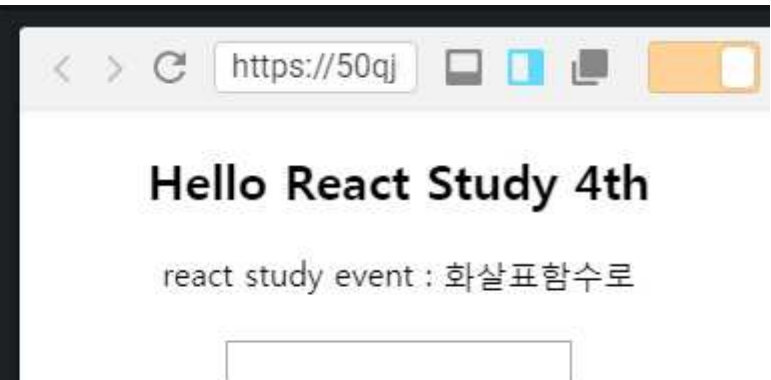 https://50qj
Hello React Study 4th
react study event : 화살표함수로